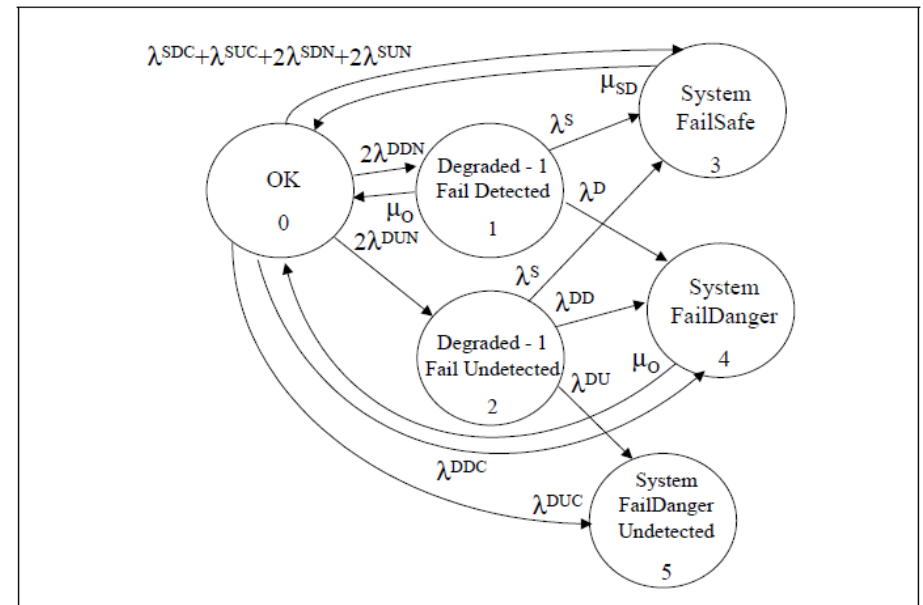 λSDC+λSUC+2λSDN+2λSUN
μSD
System
FailSafe
3
λS
2λDDN
Degraded - 1
Fail Detected
1
OK
0
μO
λD
2λDUN
λS
System
FailDanger
4
λDD
Degraded - 1
Fail Undetected
2
μO
λDU
λDDC
λDUC
System
FailDanger
Undetected
5